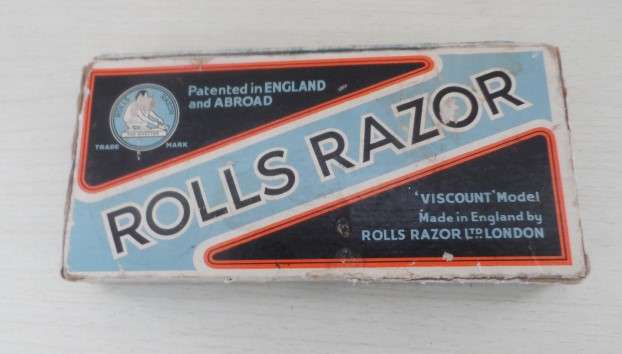 Patented in ENGLAND
and ABROAD
TRADE MARK
ROLLS RAZOR
'VISCOUNT' Model
Made in England by
ROLLS RAZOR LTD LONDON